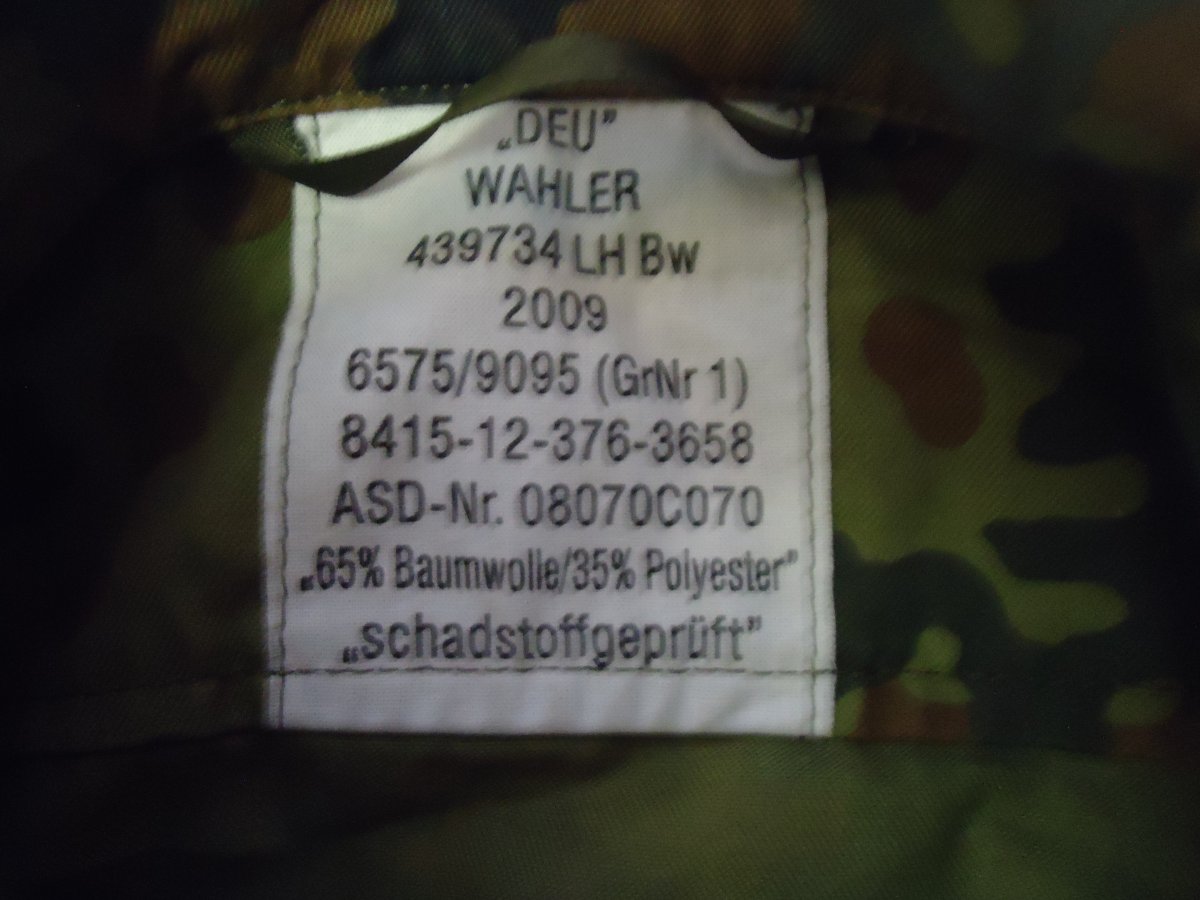 „DEU”
WAHLER
439734 LH Bw
2009
6575/9095 (GrNr 1)
8415-12-376-3658
ASD-Nr. 08070C070
„65% Baumwolle/35% Polyester”
„schadstoffgeprüft”